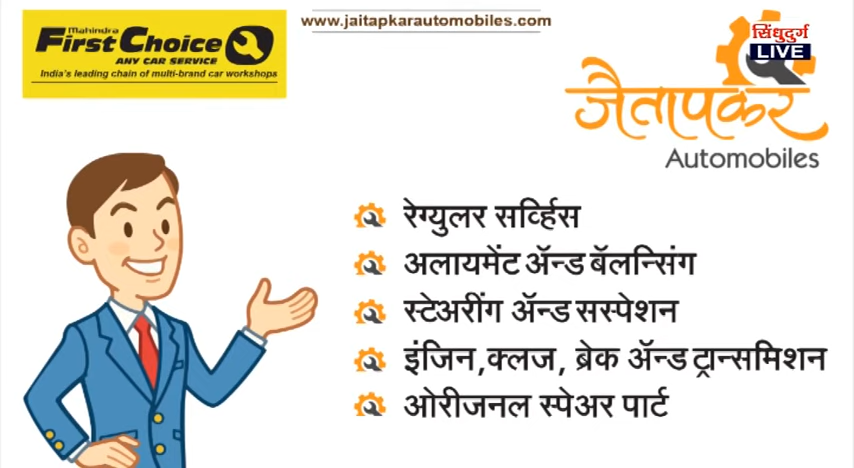 Mahindra
First Choice
ANY CAR SERVICE
India's leading chain of multi-brand car workshops
www.jaitapkarautomobiles.com
सिंधुदुर्ग
LIVE
जैतापकर
Automobiles
रेग्युलर सर्व्हिस
अलायमेंट ॲन्ड बॅलन्सिंग
स्टेअरींग ॲन्ड सस्पेशन
इंजिन,क्लज, ब्रेक ॲन्ड ट्रान्समिशन
ओरीजनल स्पेअर पार्ट